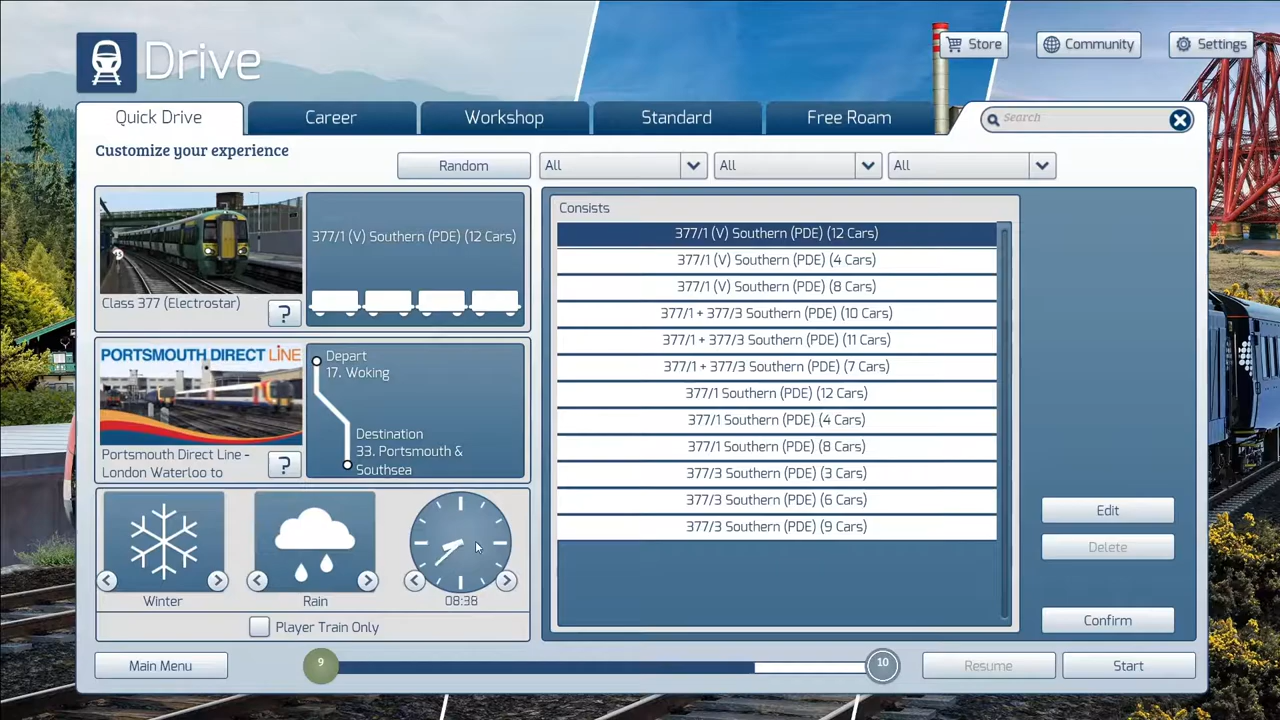 Drive
Store
Community
Settings
Quick Drive
Career
Workshop
Standard
Free Roam
Search
Customize your experience
Random
All
All
All
377/1 (V) Southern (PDE) (12 Cars)
Class 377 (Electrostar)
?
PORTSMOUTH DIRECT LINE
Portsmouth Direct Line -
London Waterloo to
?
Depart
17. Woking
Destination
33. Portsmouth &
Southsea
Winter
Rain
08:38
Player Train Only
Consists
377/1 (V) Southern (PDE) (12 Cars)
377/1 (V) Southern (PDE) (4 Cars)
377/1 (V) Southern (PDE) (8 Cars)
377/1 + 377/3 Southern (PDE) (10 Cars)
377/1 + 377/3 Southern (PDE) (11 Cars)
377/1 + 377/3 Southern (PDE) (7 Cars)
377/1 Southern (PDE) (12 Cars)
377/1 Southern (PDE) (4 Cars)
377/1 Southern (PDE) (8 Cars)
377/3 Southern (PDE) (3 Cars)
377/3 Southern (PDE) (6 Cars)
377/3 Southern (PDE) (9 Cars)
Edit
Delete
Confirm
Main Menu
9
10
Resume
Start